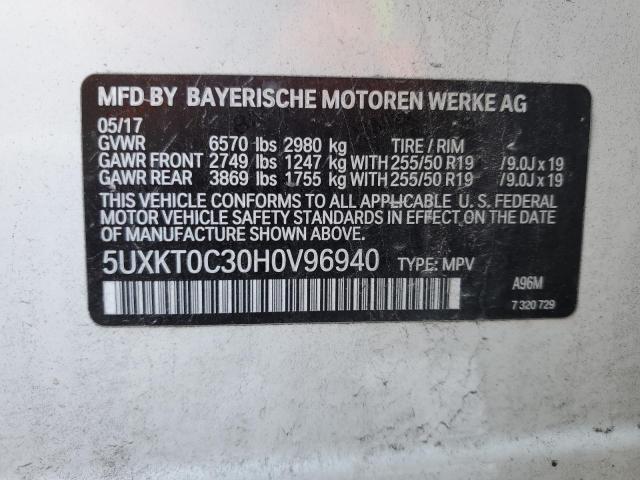 MFD BY BAYERISCHE MOTOREN WERKE AG
05/17
GVWR 6570 lbs 2980 kg TIRE / RIM
GAWR FRONT 2749 lbs 1247 kg WITH 255/50 R19 /9.0J x 19
GAWR REAR 3869 lbs 1755 kg WITH 255/50 R19 /9.0J x 19
THIS VEHICLE CONFORMS TO ALL APPLICABLE U. S. FEDERAL
MOTOR VEHICLE SAFETY STANDARDS IN EFFECT ON THE DATE OF
MANUFACTURE SHOWN ABOVE.
5UXKT0C30H0V96940 TYPE: MPV
A96M
7 320 729